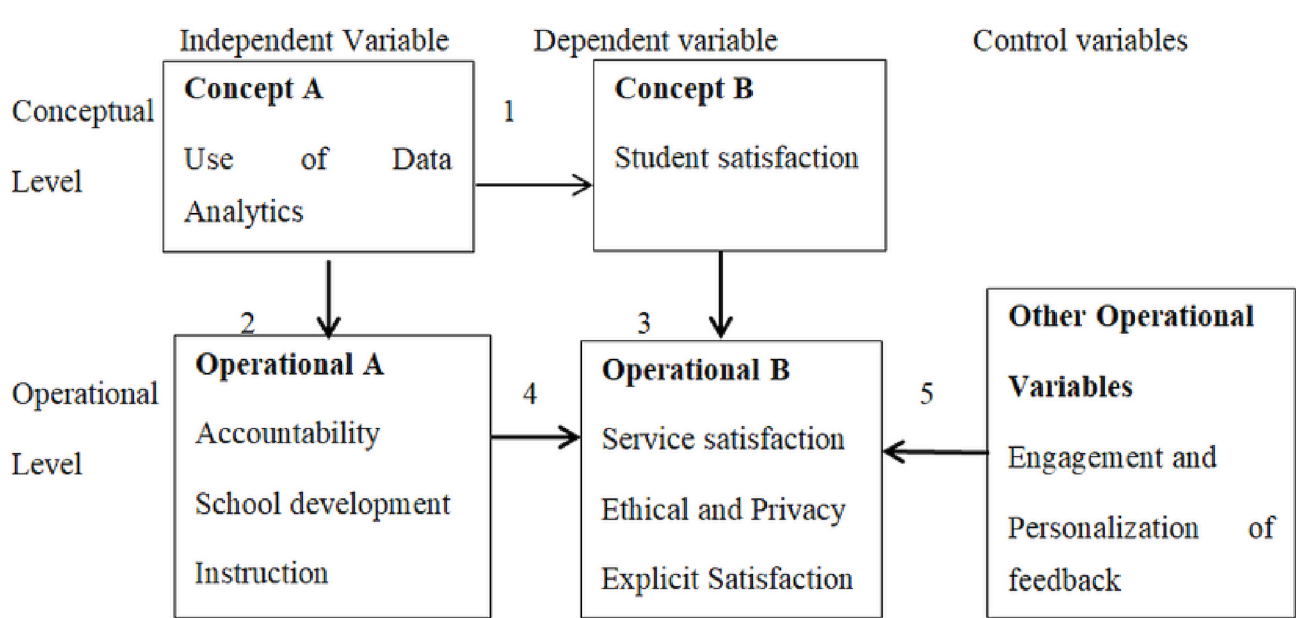 Independent Variable
Dependent variable
Control variables
Conceptual
Level
Concept A
Use of Data
Analytics
1
Concept B
Student satisfaction
2
3
Operational
Level
Operational A
Accountability
School development
Instruction
4
Operational B
Service satisfaction
Ethical and Privacy
Explicit Satisfaction
5
Other Operational
Variables
Engagement and
Personalization of
feedback